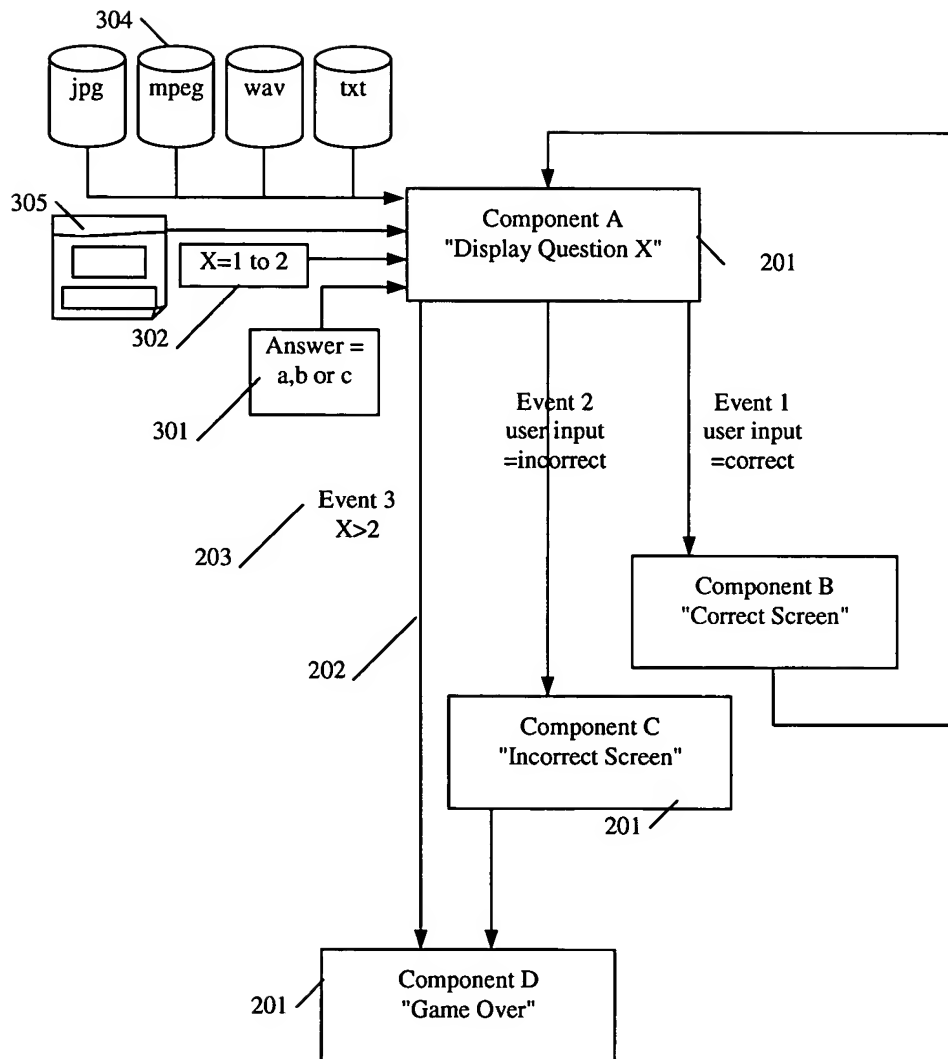 304
jpg
mpeg
wav
txt
305
Component A
"Display Question X"
201
X=1 to 2
302
Answer =
a,b or c
301
Event 2
user input
=incorrect
Event 1
user input
=correct
Event 3
X>2
203
Component B
"Correct Screen"
202
Component C
"Incorrect Screen"
201
Component D
"Game Over"
201